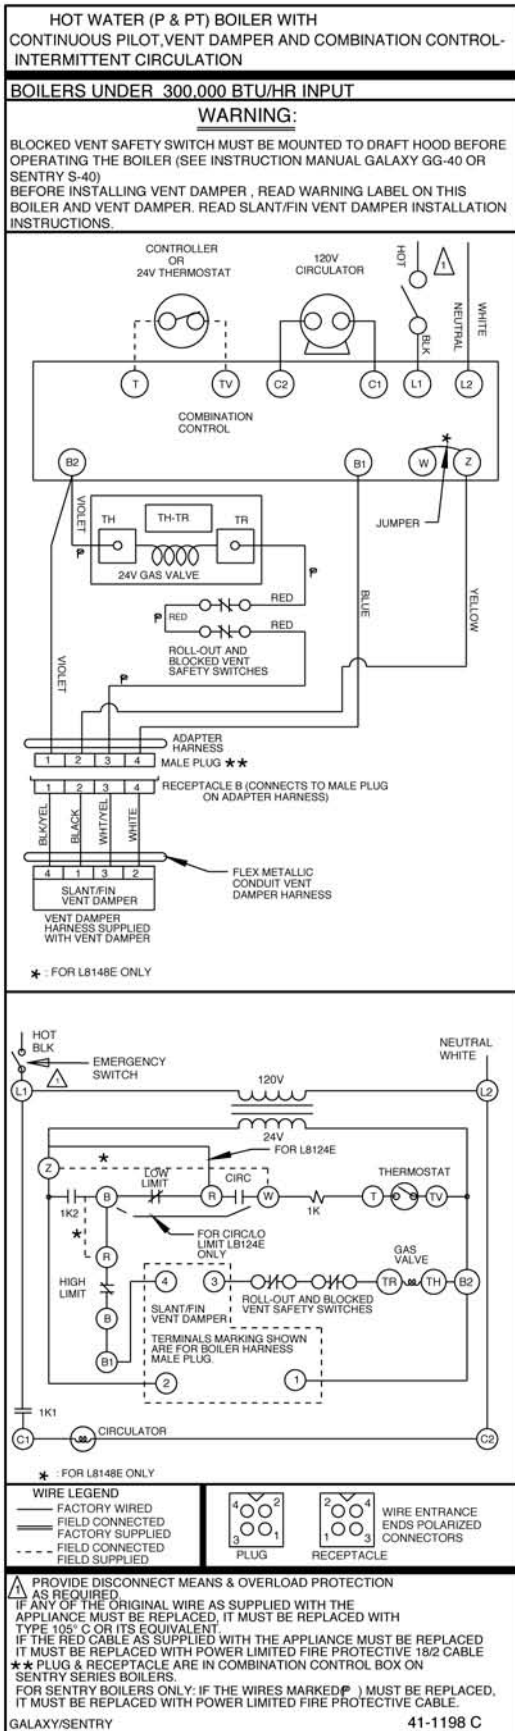 HOT WATER (P & PT) BOILER WITH
CONTINUOUS PILOT,VENT DAMPER AND COMBINATION CONTROL-
INTERMITTENT CIRCULATION
BOILERS UNDER 300,000 BTU/HR INPUT
WARNING:
BLOCKED VENT SAFETY SWITCH MUST BE MOUNTED TO DRAFT HOOD BEFORE
OPERATING THE BOILER (SEE INSTRUCTION MANUAL GALAXY GG-40 OR
SENTRY S-40)
BEFORE INSTALLING VENT DAMPER , READ WARNING LABEL ON THIS
BOILER AND VENT DAMPER. READ SLANT/FIN VENT DAMPER INSTALLATION
INSTRUCTIONS.
CONTROLLER
OR
24V THERMOSTAT
120V
CIRCULATOR
HOT
1
BLK
NEUTRAL
WHITE
T
TV
C2
C1
L1
L2
COMBINATION
CONTROL
B2
B1
*
W
Z
JUMPER
VIOLET
TH
TH-TR
TR
24V GAS VALVE
P
P
RED
P RED
RED
ROLL-OUT AND
BLOCKED VENT
SAFETY SWITCHES
P
BLUE
YELLOW
VIOLET
ADAPTER
HARNESS
1 2 3 4
MALE PLUG **
1 2 3 4
RECEPTACLE B (CONNECTS TO MALE PLUG
ON ADAPTER HARNESS)
BLK/YEL
BLACK
WHT/YEL
WHITE
4 1 3 2
SLANT/FIN
VENT DAMPER
FLEX METALLIC
CONDUIT VENT
DAMPER HARNESS
VENT DAMPER
HARNESS SUPPLIED
WITH VENT DAMPER
* : FOR L8148E ONLY
HOT
BLK
EMERGENCY
SWITCH
1
NEUTRAL
WHITE
L1
120V
L2
24V
FOR L8124E
Z
*
LOW
LIMIT
CIRC
THERMOSTAT
1K2
B
R
W
1K
T
TV
*
FOR CIRC/LO
LIMIT LB124E
ONLY
R
GAS
VALVE
HIGH
LIMIT
4
3
TR
TH
B2
ROLL-OUT AND BLOCKED
VENT SAFETY SWITCHES
SLANT/FIN
VENT DAMPER
B
TERMINALS MARKING SHOWN
ARE FOR BOILER HARNESS
MALE PLUG.
B1
2
1
1K1
C1
CIRCULATOR
C2
* : FOR L8148E ONLY
WIRE LEGEND
FACTORY WIRED
FIELD CONNECTED
FACTORY SUPPLIED
FIELD CONNECTED
FIELD SUPPLIED
4 2
3 1
PLUG
2 4
1 3
RECEPTACLE
WIRE ENTRANCE
ENDS POLARIZED
CONNECTORS
1 PROVIDE DISCONNECT MEANS & OVERLOAD PROTECTION
AS REQUIRED.
IF ANY OF THE ORIGINAL WIRE AS SUPPLIED WITH THE
APPLIANCE MUST BE REPLACED, IT MUST BE REPLACED WITH
TYPE 105° C OR ITS EQUIVALENT.
IF THE RED CABLE AS SUPPLIED WITH THE APPLIANCE MUST BE REPLACED
IT MUST BE REPLACED WITH POWER LIMITED FIRE PROTECTIVE 18/2 CABLE
** PLUG & RECEPTACLE ARE IN COMBINATION CONTROL BOX ON
SENTRY SERIES BOILERS.
FOR SENTRY BOILERS ONLY: IF THE WIRES MARKED( P ) MUST BE REPLACED,
IT MUST BE REPLACED WITH POWER LIMITED FIRE PROTECTIVE CABLE.
GALAXY/SENTRY
41-1198 C